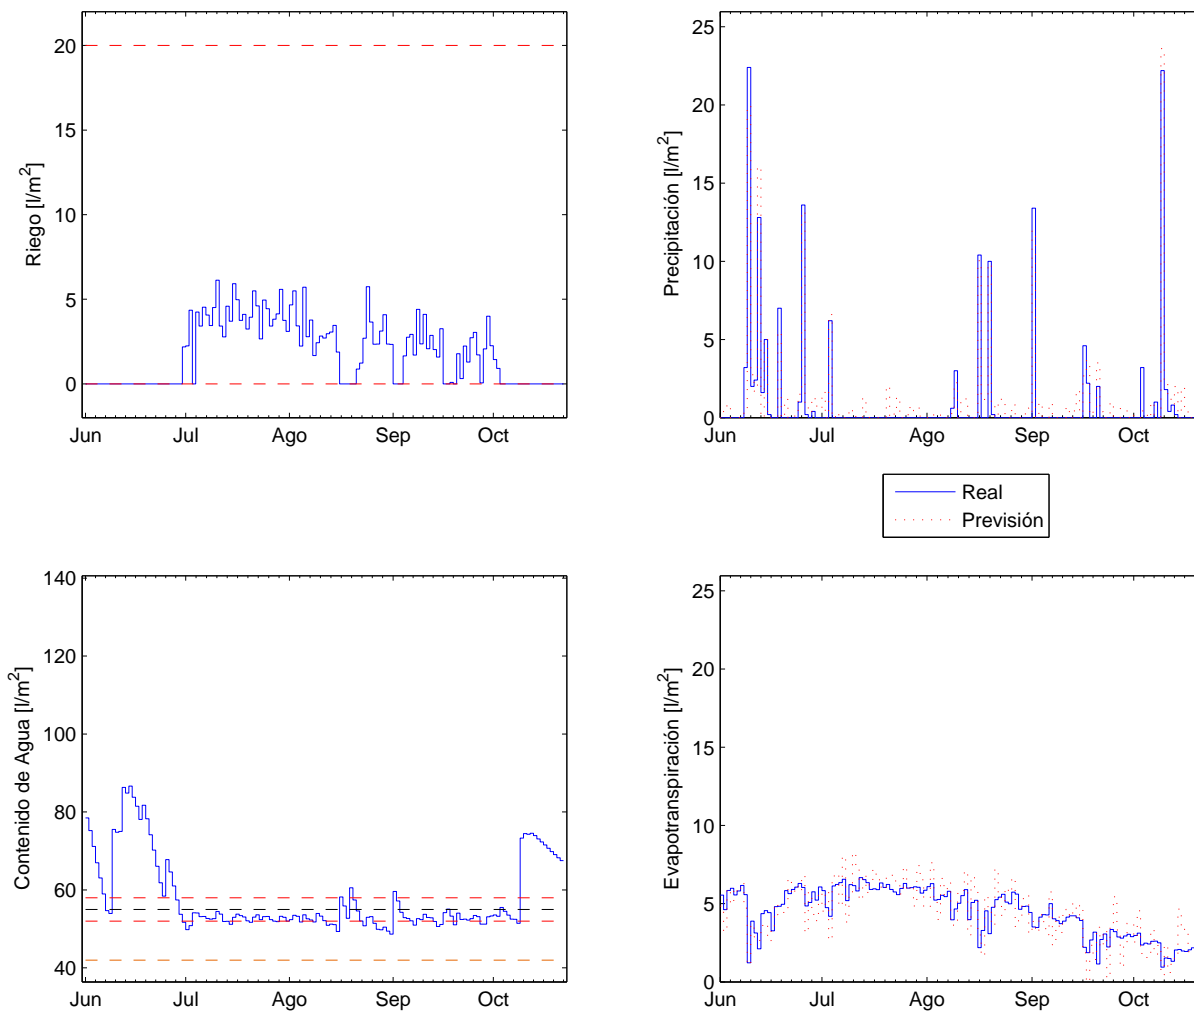 20
15
10
5
0
Riego [l/m²]
Jun Jul Ago Sep Oct
25
20
15
10
5
0
Precipitación [l/m²]
Jun Jul Ago Sep Oct
Real
Previsión
140
120
100
80
60
40
Contenido de Agua [l/m²]
Jun Jul Ago Sep Oct
25
20
15
10
5
0
Evapotranspiración [l/m²]
Jun Jul Ago Sep Oct